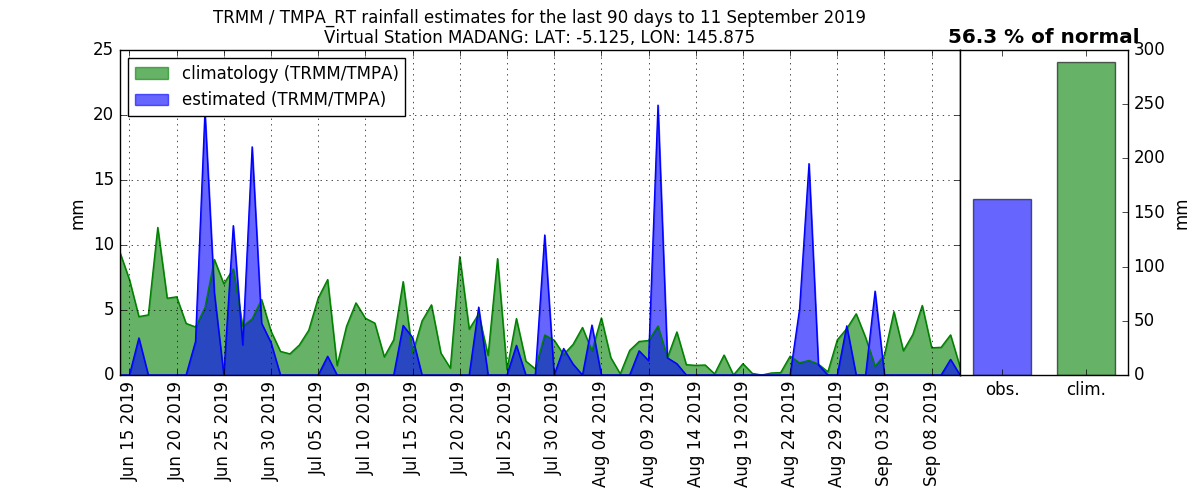 TRMM / TMPA_RT rainfall estimates for the last 90 days to 11 September 2019
Virtual Station MADANG: LAT: -5.125, LON: 145.875
56.3 % of normal
climatology (TRMM/TMPA)
estimated (TRMM/TMPA)
25
20
15
10
5
0
mm
Jun 15 2019
Jun 20 2019
Jun 25 2019
Jun 30 2019
Jul 05 2019
Jul 10 2019
Jul 15 2019
Jul 20 2019
Jul 25 2019
Jul 30 2019
Aug 04 2019
Aug 09 2019
Aug 14 2019
Aug 19 2019
Aug 24 2019
Aug 29 2019
Sep 03 2019
Sep 08 2019
300
250
200
150
100
50
0
mm
obs.
clim.